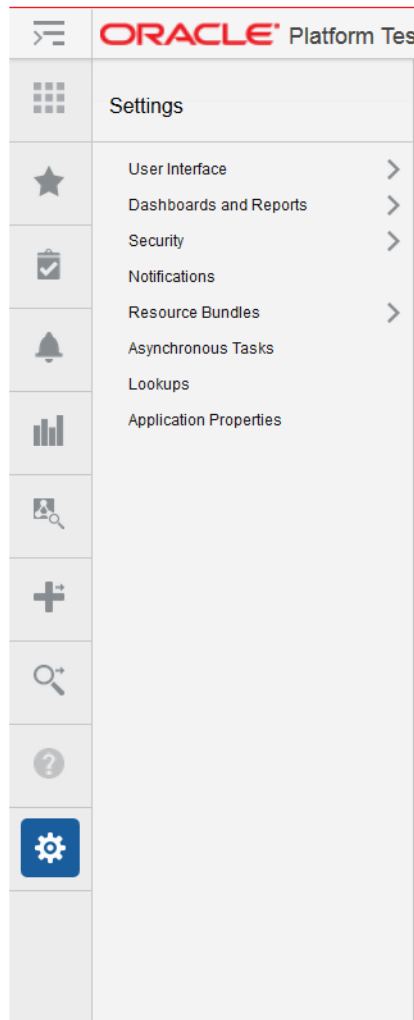 ORACLE Platform Tes
Settings
User Interface
Dashboards and Reports
Security
Notifications
Resource Bundles
Asynchronous Tasks
Lookups
Application Properties